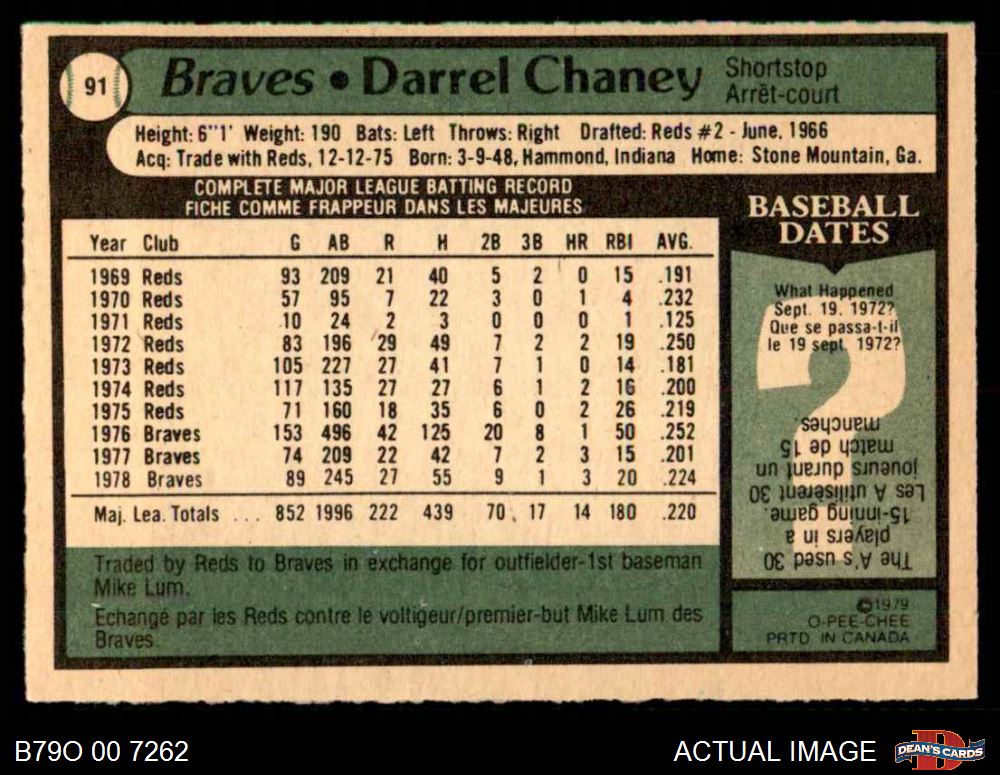 91
Braves • Darrel Chaney
Shortstop
Arrêt-court
Height: 6"1' Weight: 190 Bats: Left Throws: Right Drafted: Reds #2 - June, 1966
Acq: Trade with Reds, 12-12-75 Born: 3-9-48, Hammond, Indiana Home: Stone Mountain, Ga.
COMPLETE MAJOR LEAGUE BATTING RECORD
FICHE COMME FRAPPEUR DANS LES MAJEURES
Year Club G AB R H 2B 3B HR RBI AVG.
1969 Reds 93 209 21 40 5 2 0 15 .191
1970 Reds 57 95 7 22 3 0 1 4 .232
1971 Reds 10 24 2 3 0 0 0 1 .125
1972 Reds 83 196 29 49 7 2 2 19 .250
1973 Reds 105 227 27 41 7 1 0 14 .181
1974 Reds 117 135 27 27 6 1 2 16 .200
1975 Reds 71 160 18 35 6 0 2 26 .219
1976 Braves 153 496 42 125 20 8 1 50 .252
1977 Braves 74 209 22 42 7 2 3 15 .201
1978 Braves 89 245 27 55 9 1 3 20 .224
Maj. Lea. Totals ... 852 1996 222 439 70 17 14 180 .220
Traded by Reds to Braves in exchange for outfielder-1st baseman
Mike Lum.
Echangé par les Reds contre le voltigeur/premier-but Mike Lum des
Braves.
BASEBALL
DATES
What Happened
Sept. 19, 1972?
Que se passa-t-il
le 19 sept. 1972?
The A's used 30
players in a
15-inning game.
Les A utilisèrent 30
joueurs durant un
match de 15
manches.
©1979
O-PEE-CHEE
PRTD IN CANADA
B79O 00 7262
ACTUAL IMAGE
DEAN'S CARDS